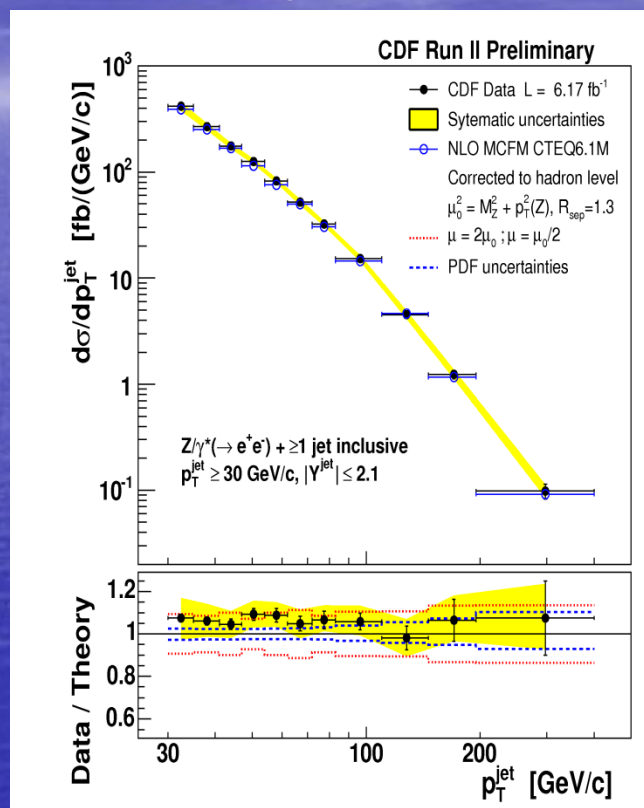 CDF Run II Preliminary
dσ/dp_T^jet [fb/(GeV/c)]
10^3
10^2
10
1
10^-1
CDF Data L = 6.17 fb^-1
Sytematic uncertainties
NLO MCFM CTEQ6.1M
Corrected to hadron level
μ_0^2 = M_Z^2 + p_T^2(Z), R_sep=1.3
μ = 2μ_0 ; μ = μ_0/2
PDF uncertainties
Z/γ*(→ e^+e^-) + ≥1 jet inclusive
p_T^jet ≥ 30 GeV/c, |Y^jet| ≤ 2.1
Data / Theory
1.2
1
0.8
0.6
30
100
200
p_T^jet [GeV/c]